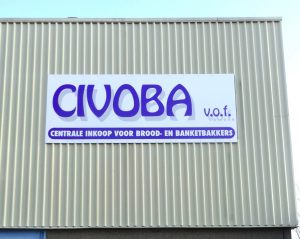 CIVOBA v.o.f.
CENTRALE INKOOP VOOR BROOD- EN BANKETBAKKERS